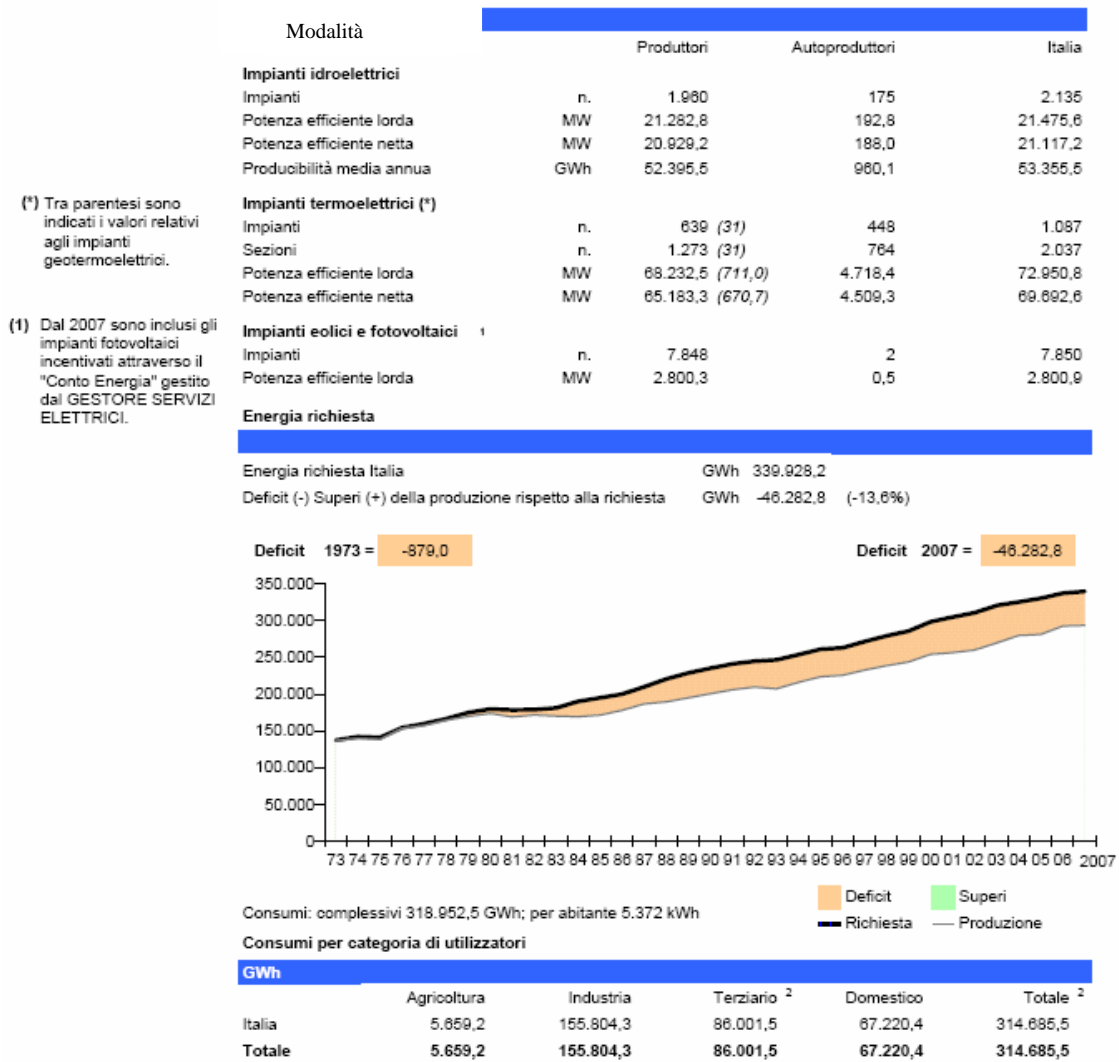 Modalità
Produttori Autoproduttori Italia
Impianti idroelettrici
Impianti n. 1.960 175 2.135
Potenza efficiente lorda MW 21.282,8 192,8 21.475,6
Potenza efficiente netta MW 20.929,2 188,0 21.117,2
Producibilità media annua GWh 52.395,5 960,1 53.355,5
(*) Tra parentesi sono
indicati i valori relativi
agli impianti
geotermoelettrici.
Impianti termoelettrici (*)
Impianti n. 639 (31) 448 1.087
Sezioni n. 1.273 (31) 764 2.037
Potenza efficiente lorda MW 68.232,5 (711,0) 4.718,4 72.950,8
Potenza efficiente netta MW 65.183,3 (670,7) 4.509,3 69.692,6
(1) Dal 2007 sono inclusi gli
impianti fotovoltaici
incentivati attraverso il
"Conto Energia" gestito
dal GESTORE SERVIZI
ELETTRICI.
Impianti eolici e fotovoltaici 1
Impianti n. 7.848 2 7.850
Potenza efficiente lorda MW 2.800,3 0,5 2.800,9
Energia richiesta
Energia richiesta Italia GWh 339.928,2
Deficit (-) Superi (+) della produzione rispetto alla richiesta GWh -46.282,8 (-13,6%)
Deficit 1973 = -879,0 Deficit 2007 = -46.282,8
350.000
300.000
250.000
200.000
150.000
100.000
50.000
0
73 74 75 76 77 78 79 80 81 82 83 84 85 86 87 88 89 90 91 92 93 94 95 96 97 98 99 00 01 02 03 04 05 06 2007
Deficit Superi
Richiesta Produzione
Consumi: complessivi 318.952,5 GWh; per abitante 5.372 kWh
Consumi per categoria di utilizzatori
GWh
Agricoltura Industria Terziario 2 Domestico Totale 2
Italia 5.659,2 155.804,3 86.001,5 67.220,4 314.685,5
Totale 5.659,2 155.804,3 86.001,5 67.220,4 314.685,5